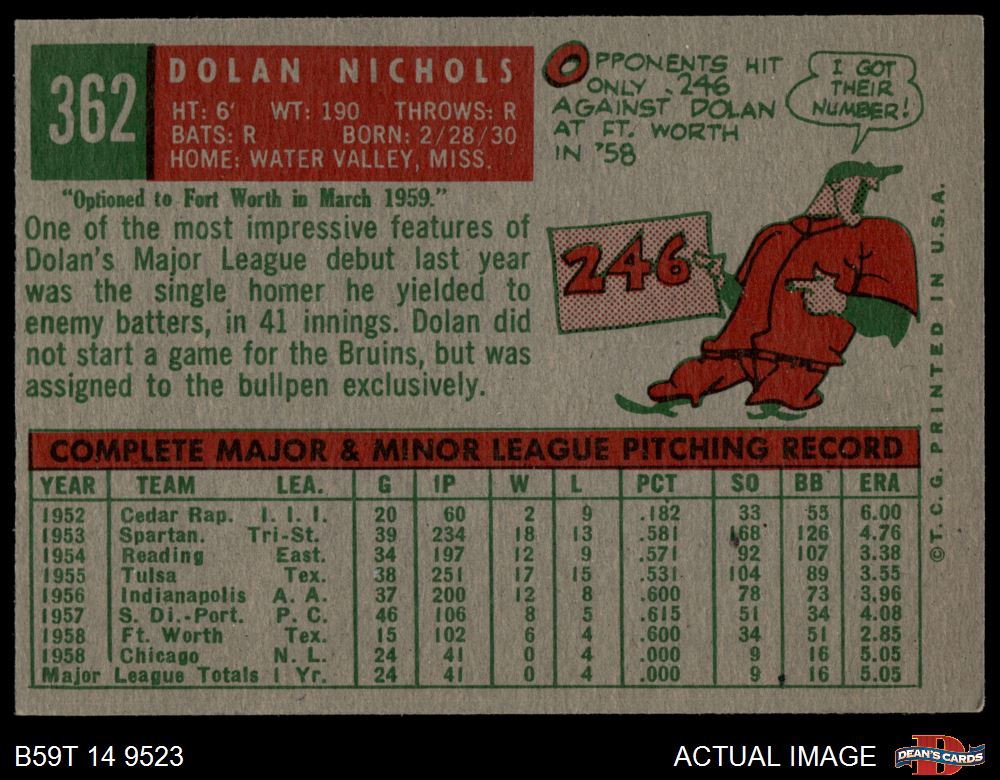 362
DOLAN NICHOLS
HT: 6' WT: 190 THROWS: R
BATS: R BORN: 2/28/30
HOME: WATER VALLEY, MISS.
"Optioned to Fort Worth in March 1959."
One of the most impressive features of
Dolan's Major League debut last year
was the single homer he yielded to
enemy batters, in 41 innings. Dolan did
not start a game for the Bruins, but was
assigned to the bullpen exclusively.
OPPONENTS HIT
ONLY .246
AGAINST DOLAN
AT FT. WORTH
IN '58
I GOT
THEIR
NUMBER!
246
COMPLETE MAJOR & MINOR LEAGUE PITCHING RECORD
YEAR TEAM LEA. G IP W L PCT SO BB ERA
1952 Cedar Rap. I. I. I. 20 60 2 9 .182 33 55 6.00
1953 Spartan. Tri-St. 39 234 18 13 .581 168 126 4.76
1954 Reading East. 34 197 12 9 .571 92 107 3.38
1955 Tulsa Tex. 38 251 17 15 .531 104 89 3.55
1956 Indianapolis A. A. 37 200 12 8 .600 78 73 3.96
1957 S. Di.-Port. P. C. 46 106 8 5 .615 51 34 4.08
1958 Ft. Worth Tex. 15 102 6 4 .600 34 51 2.85
1958 Chicago N. L. 24 41 0 4 .000 9 16 5.05
Major League Totals 1 Yr. 24 41 0 4 .000 9 16 5.05
©T. C. G. PRINTED IN U.S.A.
B59T 14 9523
ACTUAL IMAGE
DEAN'S CARDS